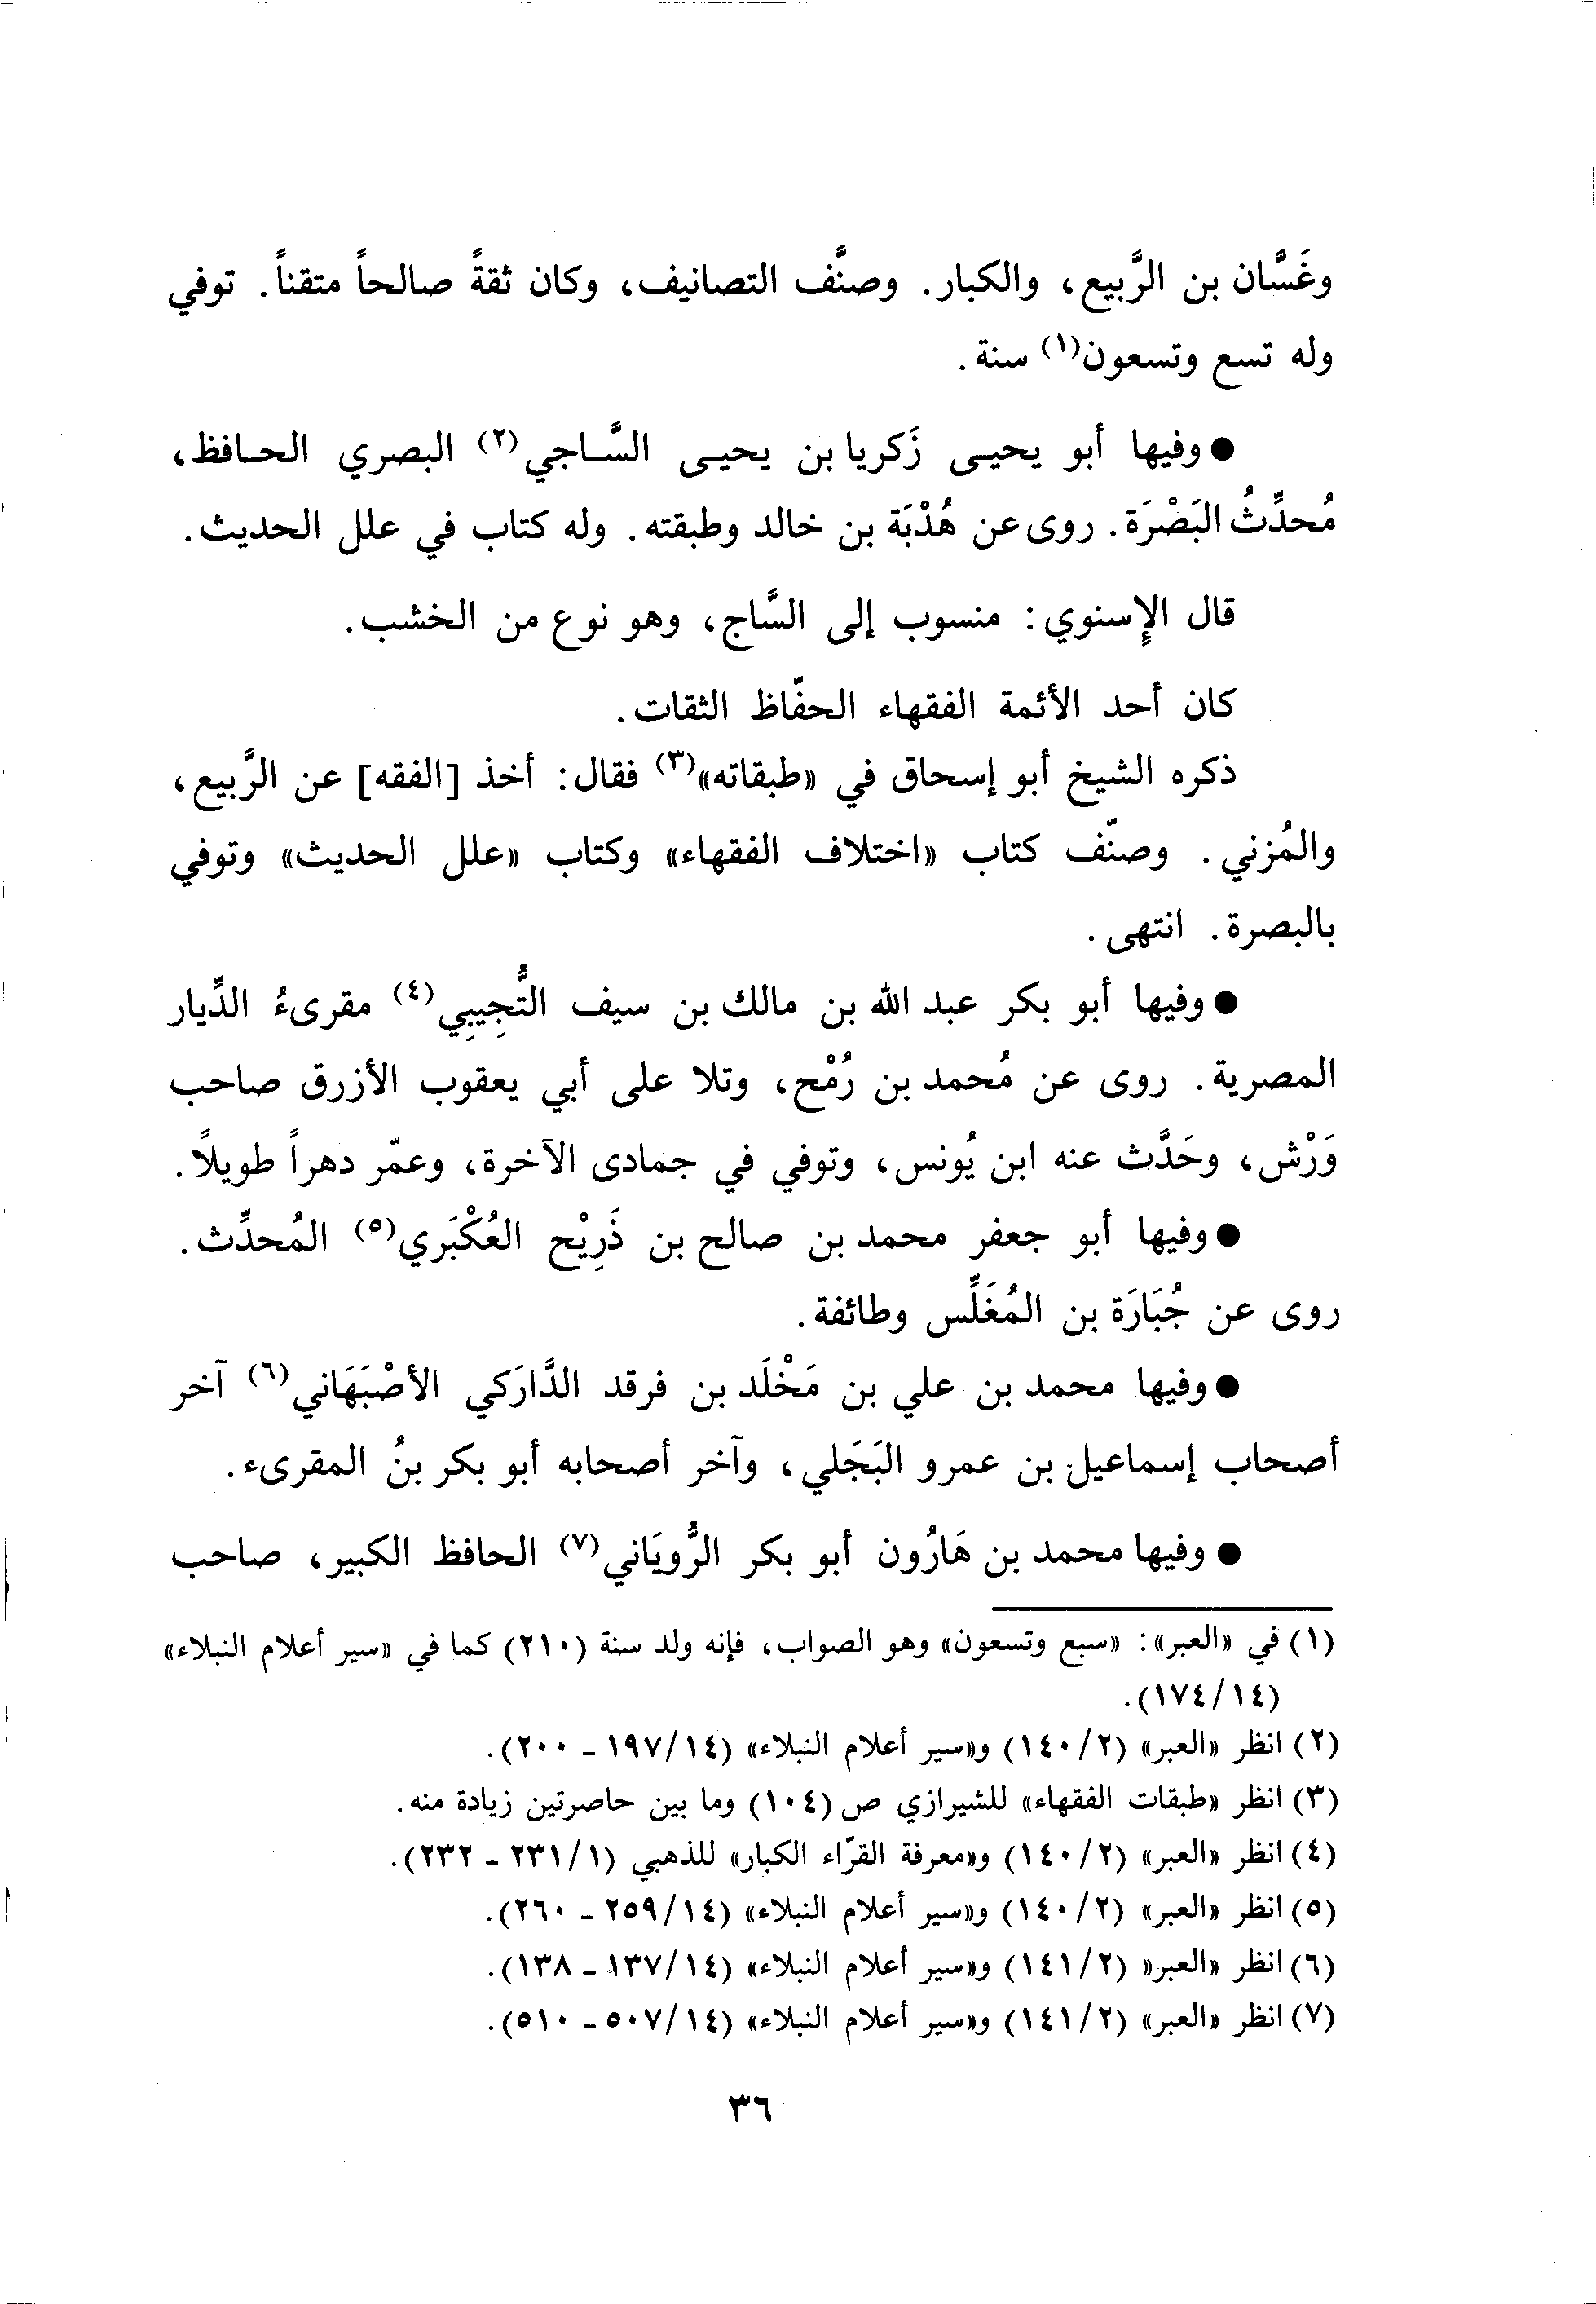 وغَسَّان بن الرَّبيع، والكبار. وصنَّف التصانيف، وكان ثقةً صالحاً متقناً. توفي
وله تسع وتسعون(١) سنة.
● وفيها أبو يحيى زَكريا بن يحيى السَّاجي(٢) البصري الحافظ،
مُحدِّثُ البَصْرَة. روى عن هُدْبَة بن خالد وطبقته. وله كتاب في علل الحديث.
قال الإِسنوي: منسوب إلى السَّاج، وهو نوع من الخشب.
كان أحد الأئمة الفقهاء الحفّاظ الثقات.
ذكره الشيخ أبو إسحاق في «طبقاته»(٣) فقال: أخذ [الفقه] عن الرَّبيع،
والمُزني. وصنّف كتاب «اختلاف الفقهاء» وكتاب «علل الحديث» وتوفي
بالبصرة. انتهى.
● وفيها أبو بكر عبد الله بن مالك بن سيف التُّجِيبِي(٤) مقرىءُ الدِّيار
المصرية. روى عن مُحمد بن رُمْح، وتلا على أبي يعقوب الأزرق صاحب
وَرْش، وحَدَّث عنه ابن يُونس، وتوفي في جمادى الآخرة، وعمّر دهراً طويلاً.
● وفيها أبو جعفر محمد بن صالح بن ذَرِيْح العُكْبَري(٥) المُحدِّث.
روى عن جُبَارَة بن المُغَلِّس وطائفة.
● وفيها محمد بن علي بن مَخْلَد بن فرقد الدَّارَكي الأصْبَهَاني(٦) آخر
أصحاب إسماعيل بن عمرو البَجَلي، وآخر أصحابه أبو بكر بنُ المقرىء.
● وفيها محمد بن هَارُون أبو بكر الرُّويَاني(٧) الحافظ الكبير، صاحب
(١) في «العبر»: «سبع وتسعون» وهو الصواب، فإنه ولد سنة (٢١٠) كما في «سير أعلام النبلاء»
(١٧٤/١٤).
(٢) انظر «العبر» (١٤٠/٢) و«سير أعلام النبلاء» (١٩٧/١٤ - ٢٠٠).
(٣) انظر «طبقات الفقهاء» للشيرازي ص (١٠٤) وما بين حاصرتين زيادة منه.
(٤) انظر «العبر» (١٤٠/٢) و«معرفة القرّاء الكبار» للذهبي (٢٣١/١ - ٢٣٢).
(٥) انظر «العبر» (١٤٠/٢) و«سير أعلام النبلاء» (٢٥٩/١٤ - ٢٦٠).
(٦) انظر «العبر« (١٤١/٢) و«سير أعلام النبلاء» (١٣٧/١٤ - ١٣٨).
(٧) انظر «العبر» (١٤١/٢) و«سير أعلام النبلاء» (٥٠٧/١٤ - ٥١٠).
٣٦